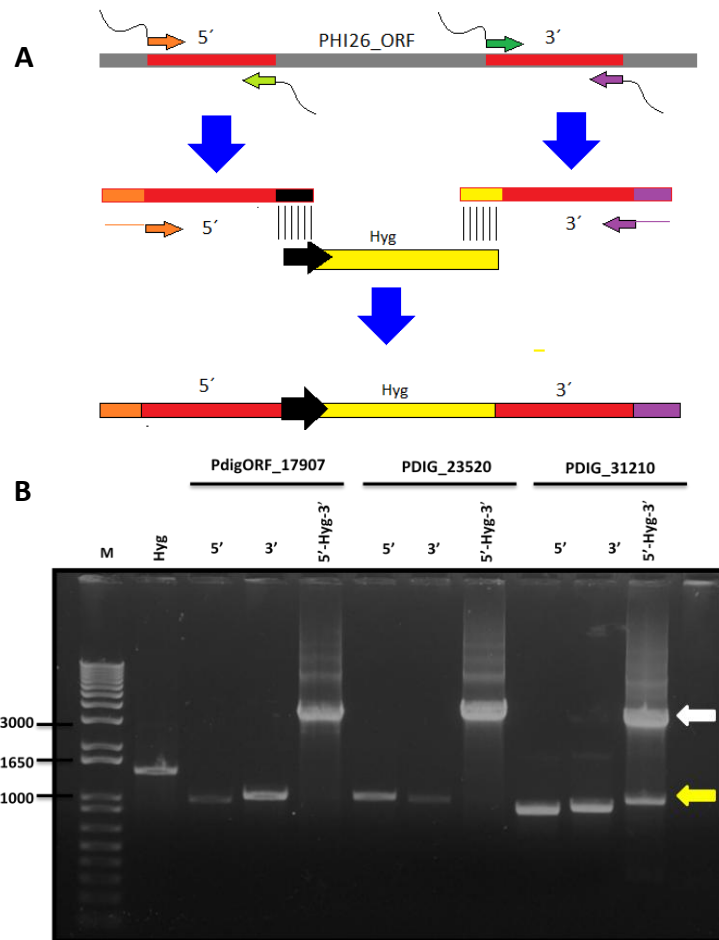 A
5´
PHI26_ORF
3´
5´
Hyg
3´
5´
Hyg
3´
B
PdigORF_17907
PDIG_23520
PDIG_31210
M
Hyg
5’
3’
5’-Hyg-3’
5’
3’
5’-Hyg-3’
5’
3’
5’-Hyg-3’
3000
1650
1000